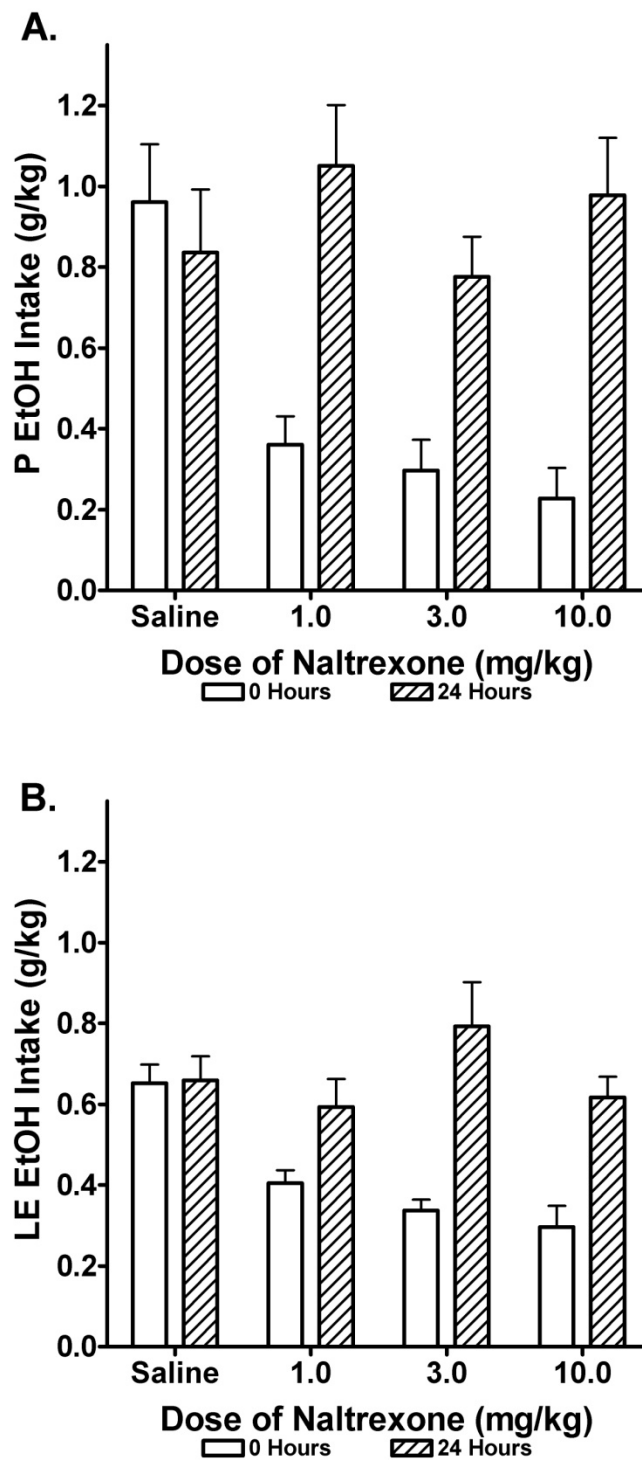 A.
P EtOH Intake (g/kg)
1.2
1.0
0.8
0.6
0.4
0.2
0.0
Saline 1.0 3.0 10.0
Dose of Naltrexone (mg/kg)
0 Hours 24 Hours
B.
LE EtOH Intake (g/kg)
1.2
1.0
0.8
0.6
0.4
0.2
0.0
Saline 1.0 3.0 10.0
Dose of Naltrexone (mg/kg)
0 Hours 24 Hours